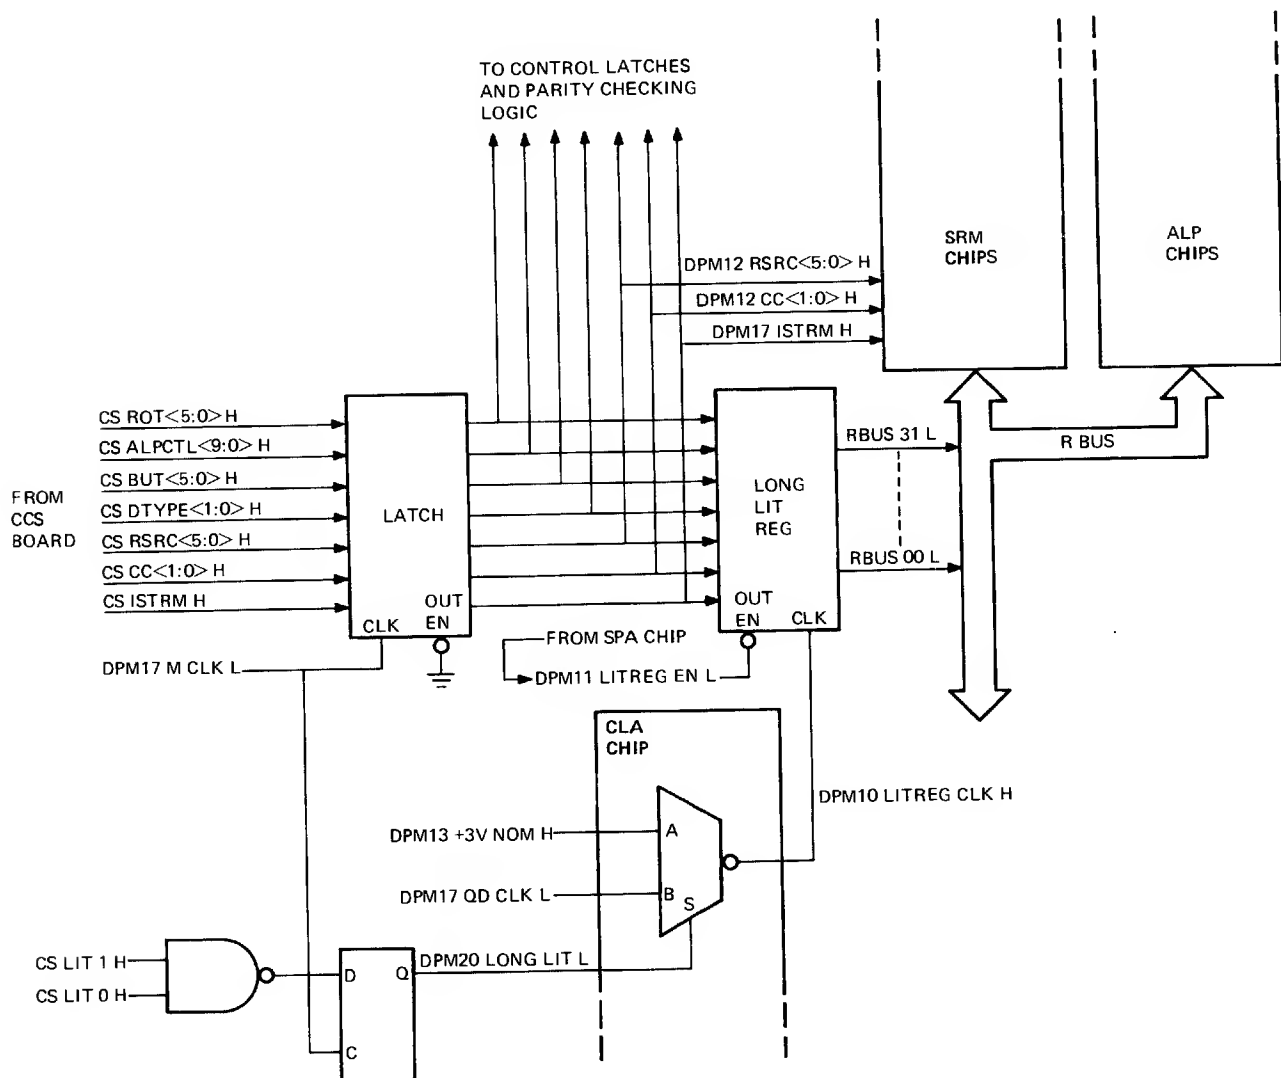 TO CONTROL LATCHES
AND PARITY CHECKING
LOGIC
SRM
CHIPS
ALP
CHIPS
DPM12 RSRC<5:0> H
DPM12 CC<1:0> H
DPM17 ISTRM H
FROM
CCS
BOARD
CS ROT<5:0> H
CS ALPCTL<9:0> H
CS BUT<5:0> H
CS DTYPE<1:0> H
CS RSRC<5:0> H
CS CC<1:0> H
CS ISTRM H
LATCH
CLK
OUT
EN
LONG
LIT
REG
OUT
EN
CLK
RBUS 31 L
RBUS 00 L
R BUS
DPM17 M CLK L
FROM SPA CHIP
DPM11 LITREG EN L
CLA
CHIP
DPM10 LITREG CLK H
DPM13 +3V NOM H
A
DPM17 QD CLK L
B
S
CS LIT 1 H
CS LIT 0 H
D
Q
C
DPM20 LONG LIT L